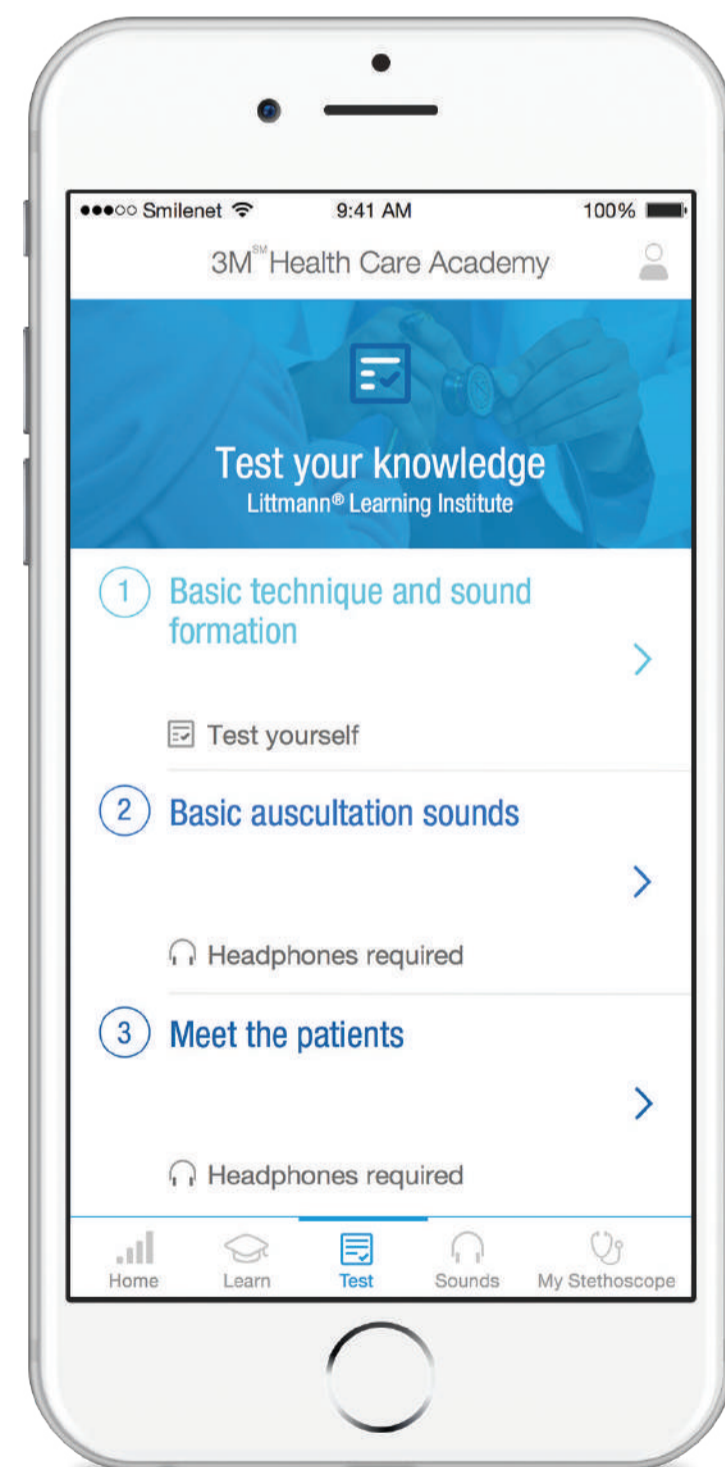 ●●●○○ Smilenet 9:41 AM 100%
3M℠ Health Care Academy
Test your knowledge
Littmann® Learning Institute
1 Basic technique and sound
formation
Test yourself
2 Basic auscultation sounds
Headphones required
3 Meet the patients
Headphones required
Home Learn Test Sounds My Stethoscope